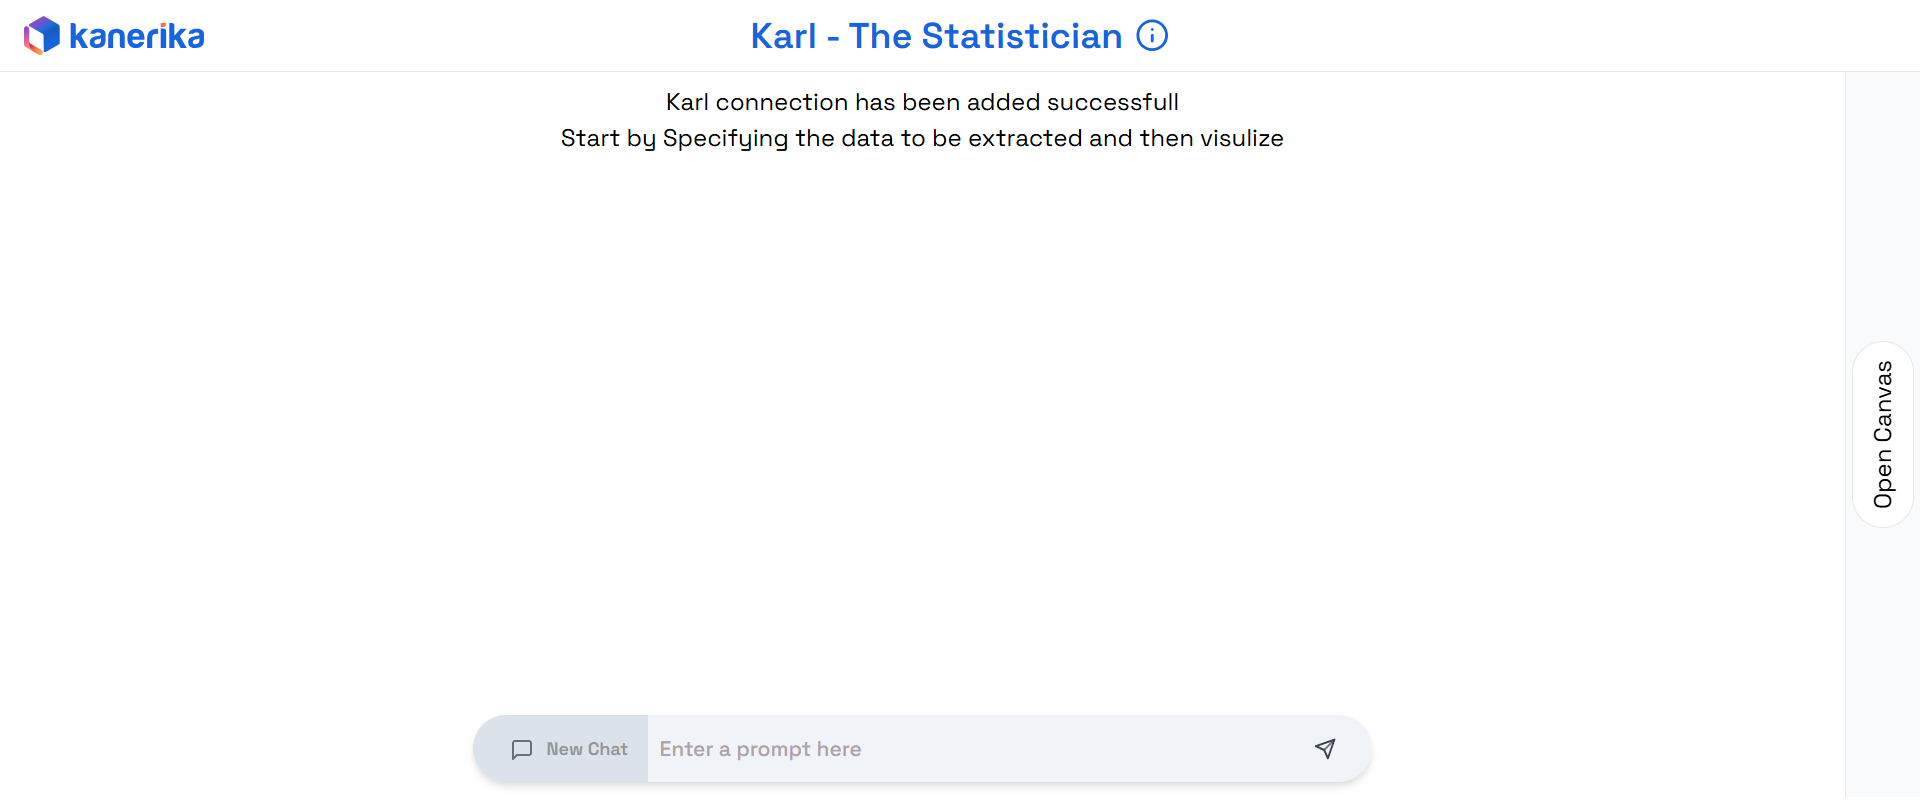 kanerika
Karl - The Statistician
Karl connection has been added successfull
Start by Specifying the data to be extracted and then visulize
Open Canvas
New Chat
Enter a prompt here